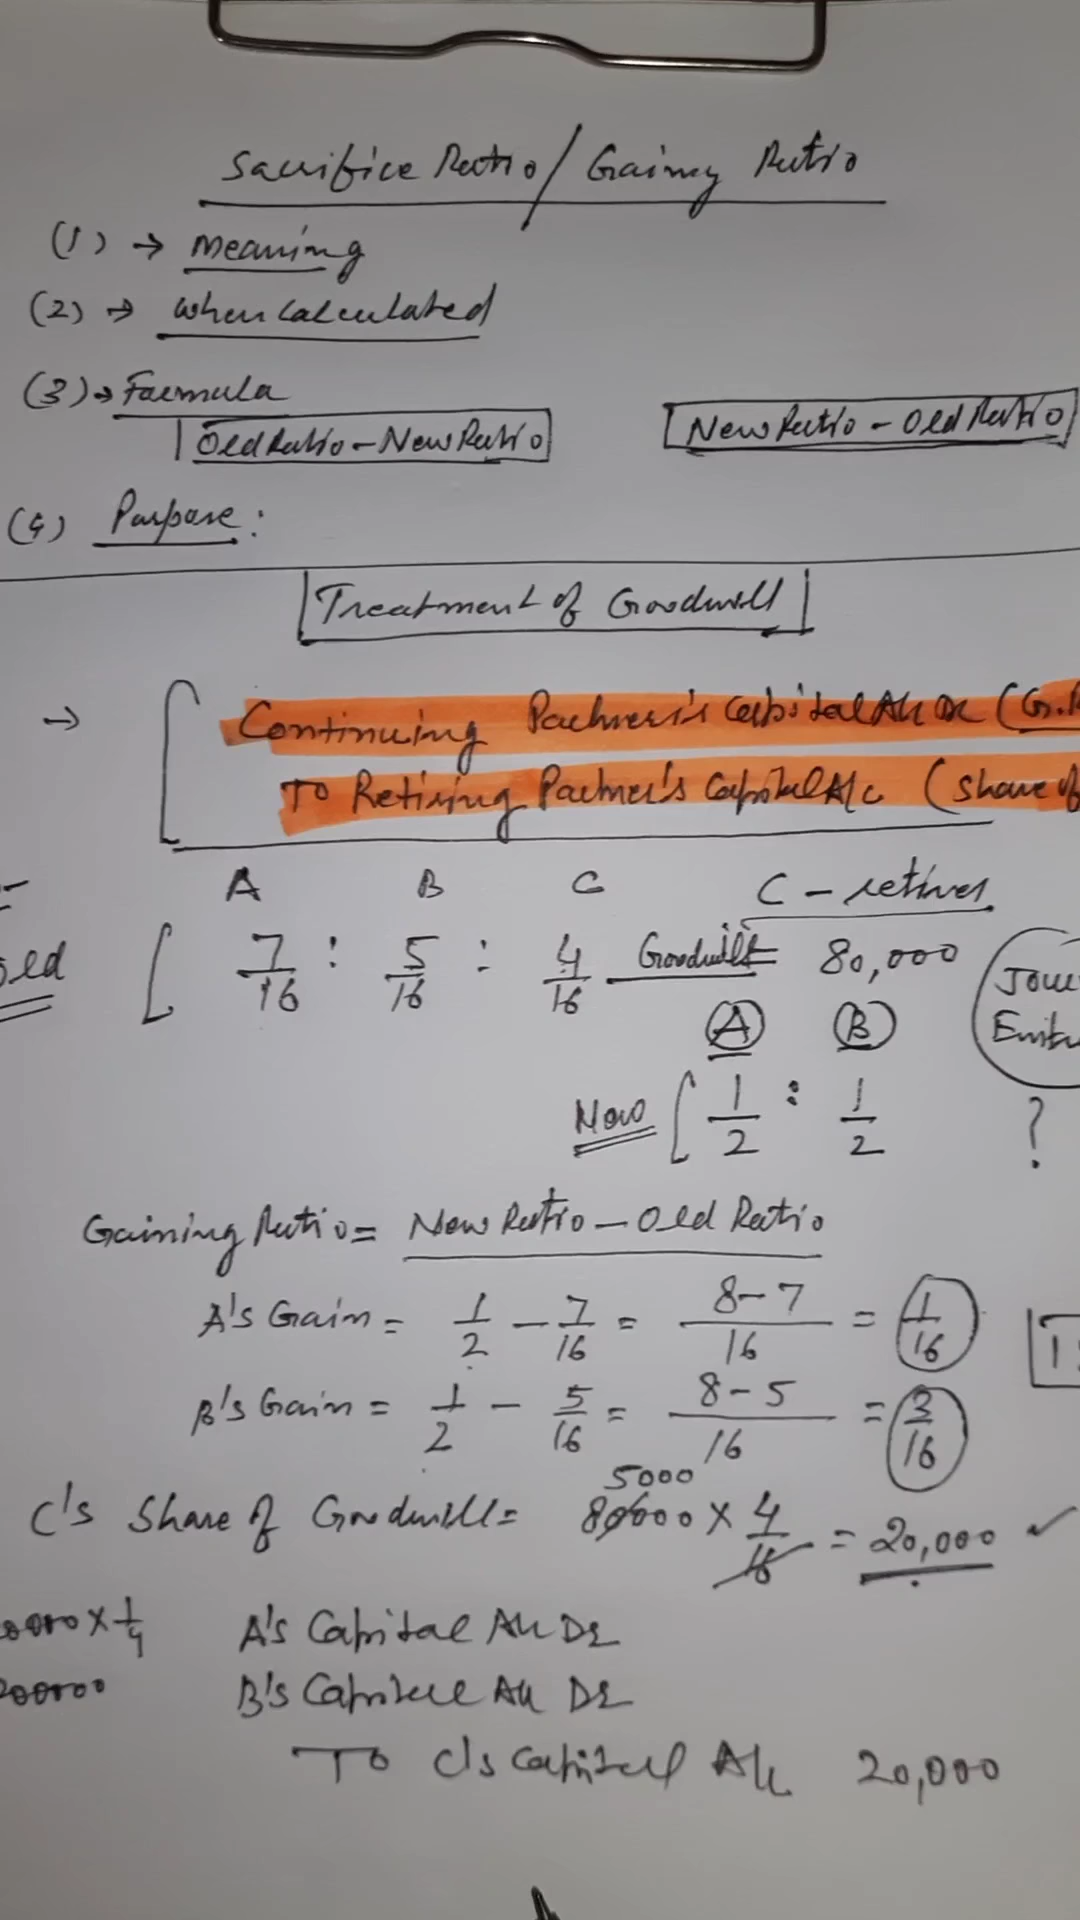 Sacrifice Ratio / Gaining Ratio
(1) → Meaning
(2) → When Calculated
(3) → Formula
Old Ratio - New Ratio New Ratio - Old Ratio
(4) Purpose:
Treatment of Goodwill
→ Continuing Partner's Capital A/c Dr (G.R
To Retiring Partner's Capital A/c (Share of
A B C C - retires
old 7/16 : 5/16 : 4/16 Goodwill = 80,000
A B
New 1/2 : 1/2 ?
Gaining Ratio = New Ratio - Old Ratio
A's Gain = 1/2 - 7/16 = 8-7/16 = 1/16
B's Gain = 1/2 - 5/16 = 8-5/16 = 3/16
5000
C's Share of Goodwill = 80000 × 4/16 = 20,000 ✓
× 1/4 A's Capital A/c Dr
B's Capital A/c Dr
To C's Capital A/c 20,000